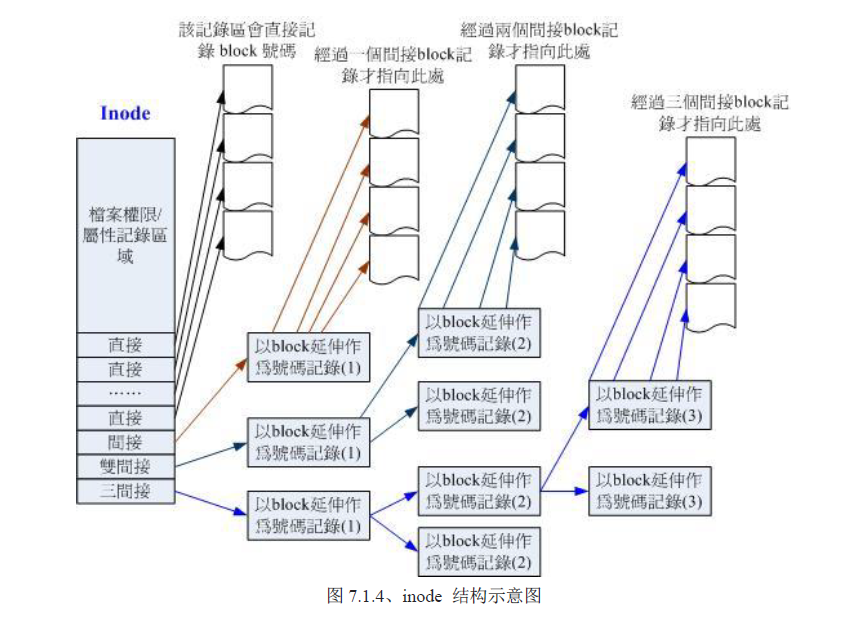 該記錄區會直接記
錄 block 號碼
經過一個間接block記
錄才指向此處
經過兩個間接block記
錄才指向此處
經過三個間接block記
錄才指向此處
Inode
檔案權限/
屬性記錄區
域
直接
直接
……
直接
間接
雙間接
三間接
以block延伸作
爲號碼記錄(1)
以block延伸作
爲號碼記錄(2)
以block延伸作
爲號碼記錄(1)
以block延伸作
爲號碼記錄(2)
以block延伸作
爲號碼記錄(3)
以block延伸作
爲號碼記錄(1)
以block延伸作
爲號碼記錄(2)
以block延伸作
爲號碼記錄(3)
以block延伸作
爲號碼記錄(2)
图 7.1.4、inode 结构示意图